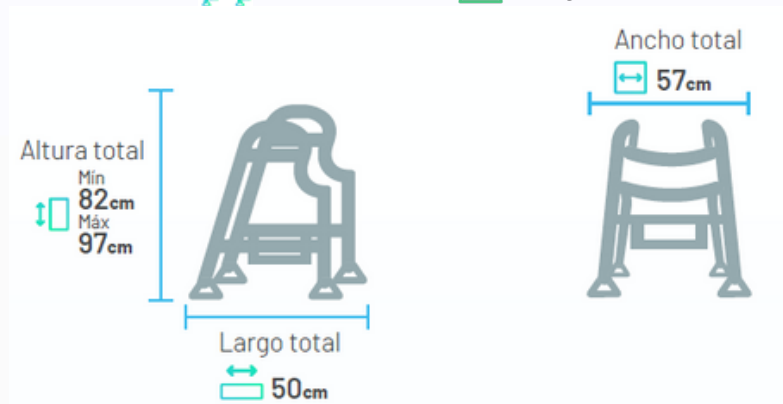 Ancho total
57cm
Altura total
Mín
82cm
Máx
97cm
Largo total
50cm